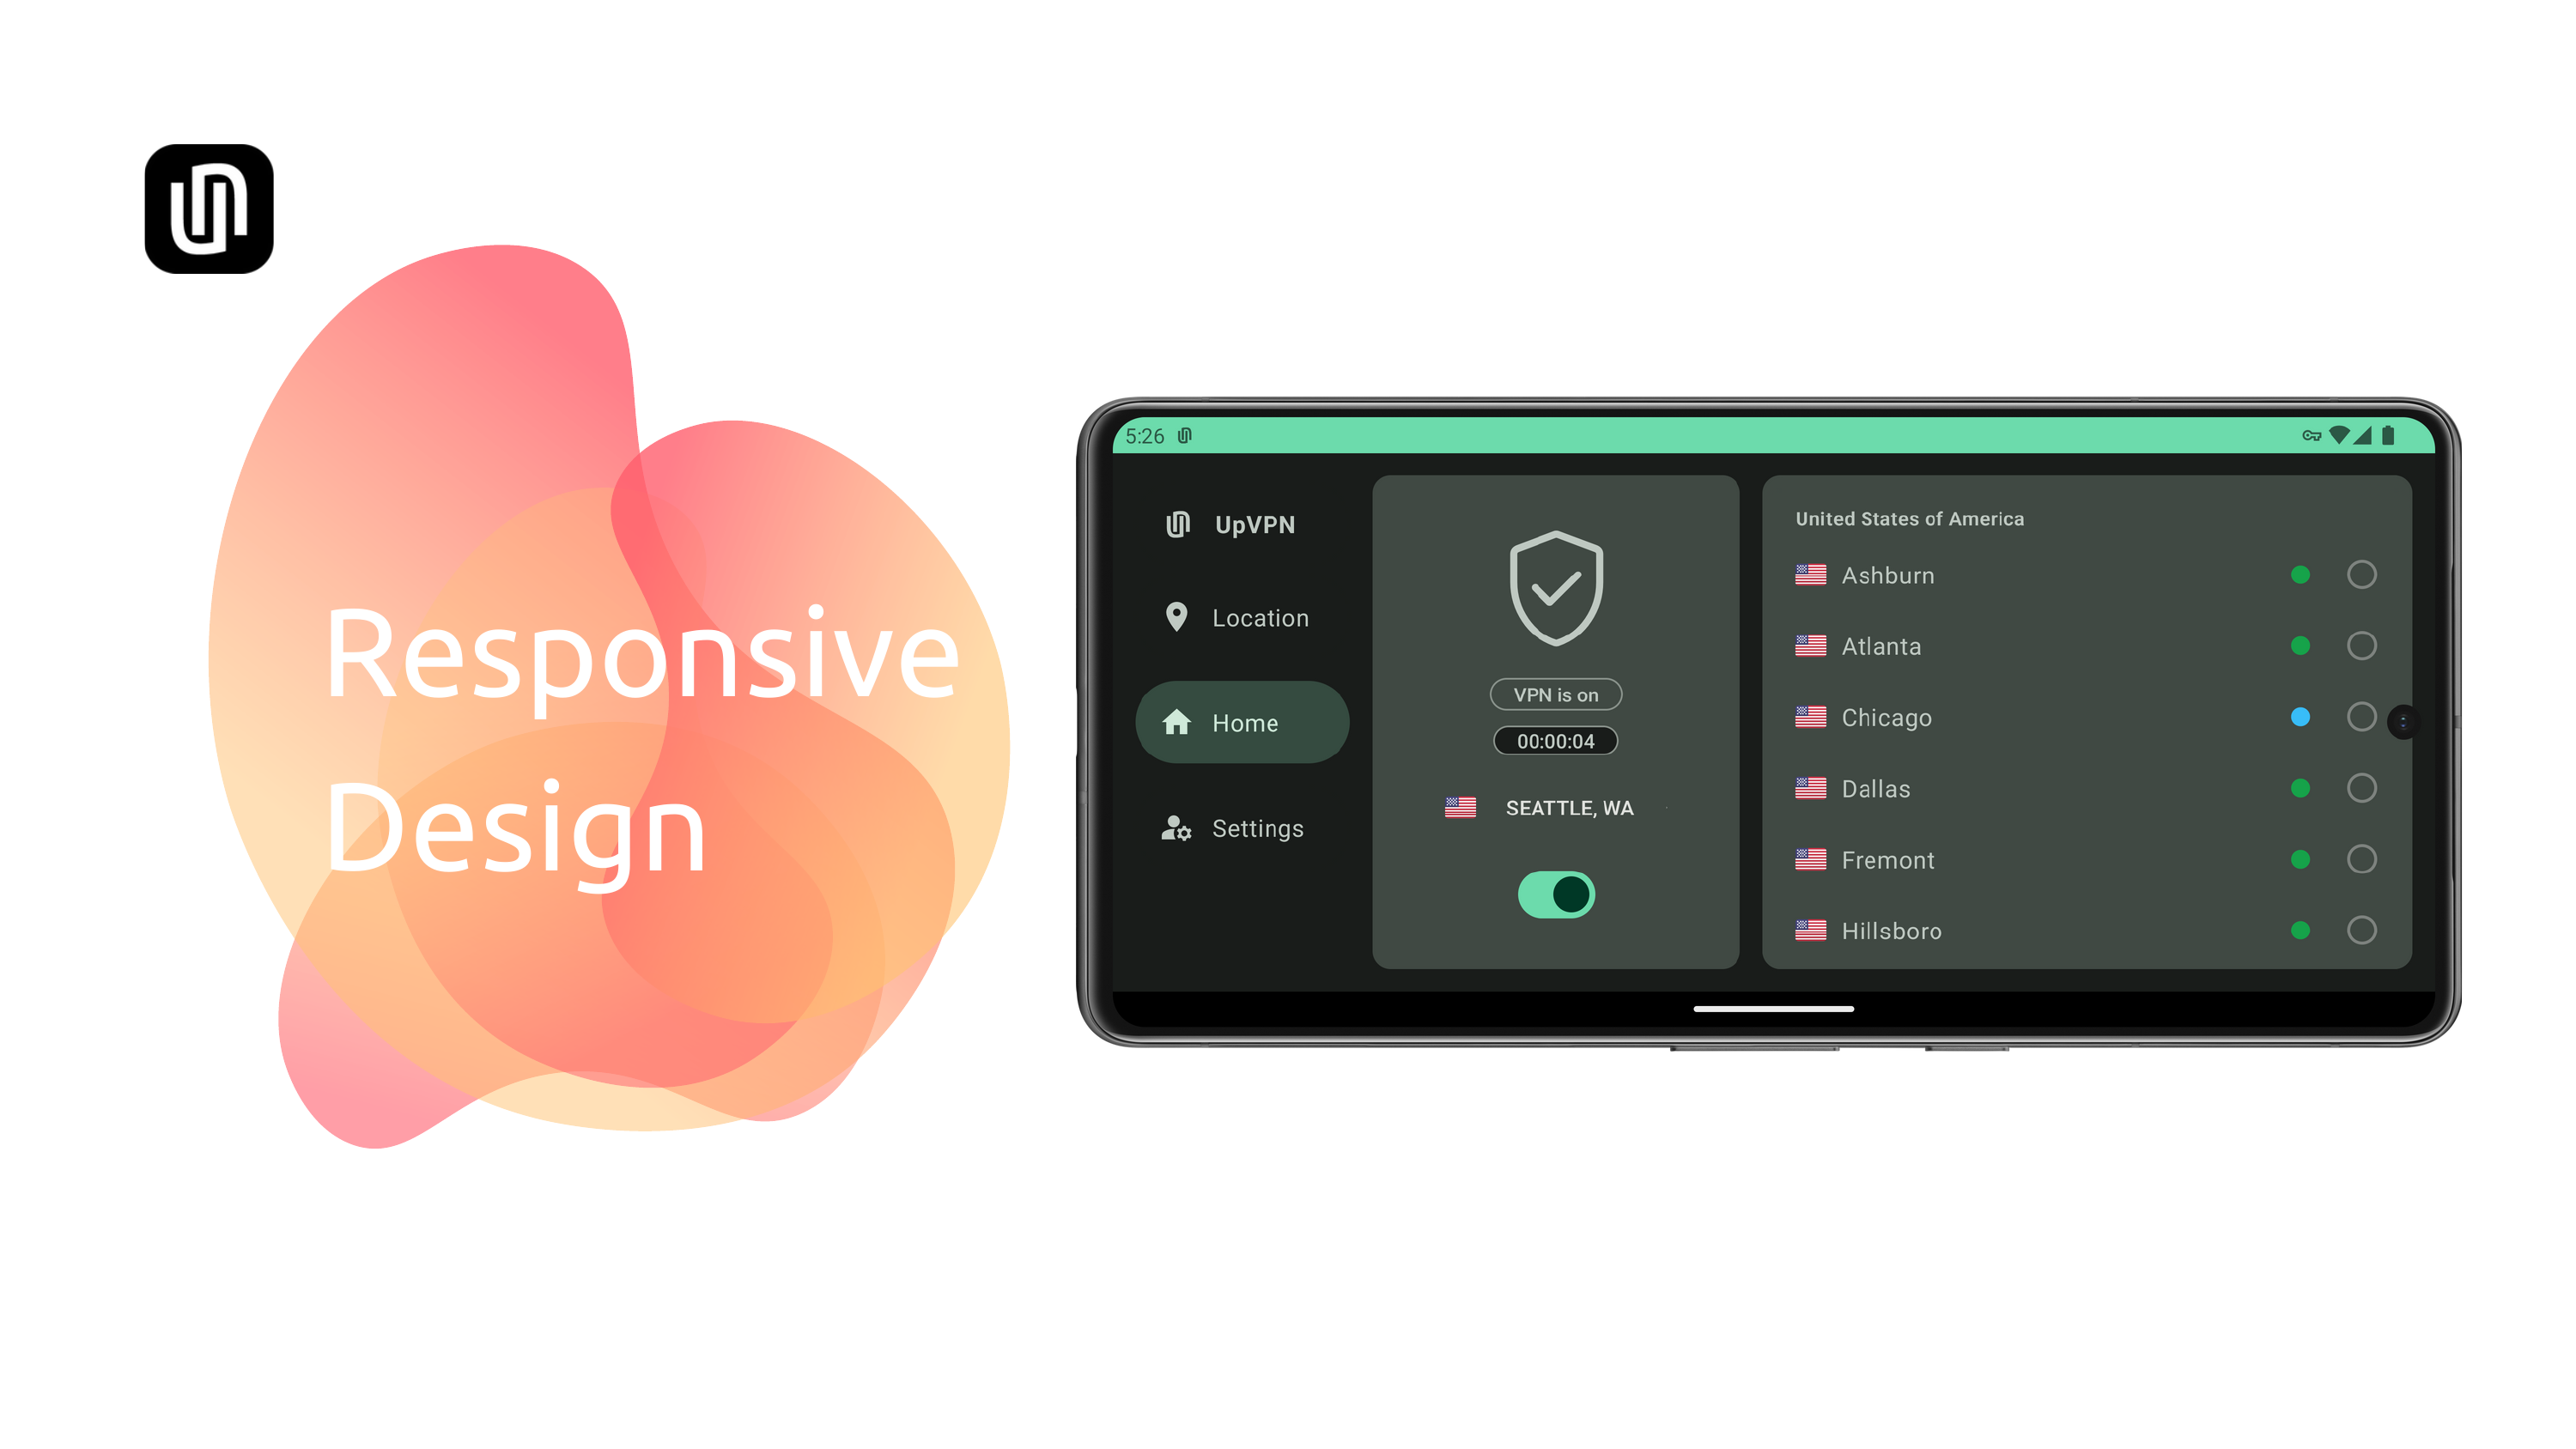 Responsive
Design
5:26
UpVPN
Location
Home
Settings
VPN is on
00:00:04
SEATTLE, WA
United States of America
Ashburn
Atlanta
Chicago
Dallas
Fremont
Hillsboro